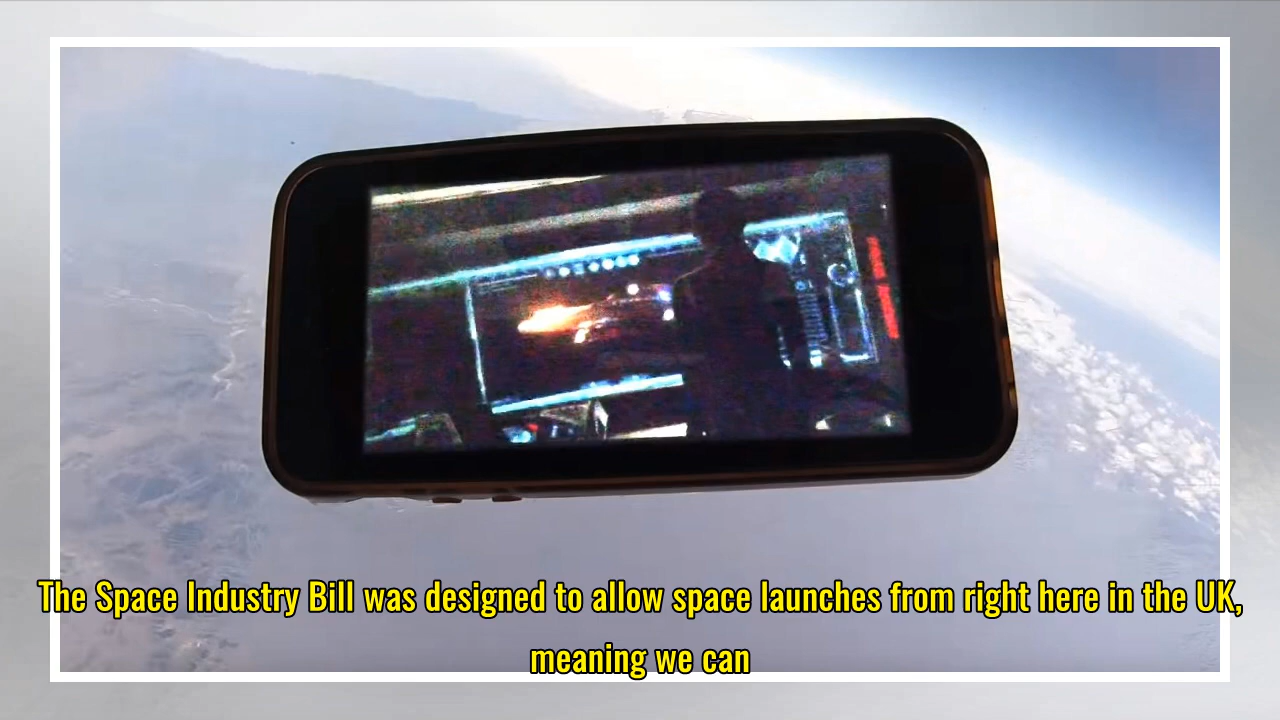 The Space Industry Bill was designed to allow space launches from right here in the UK,
meaning we can